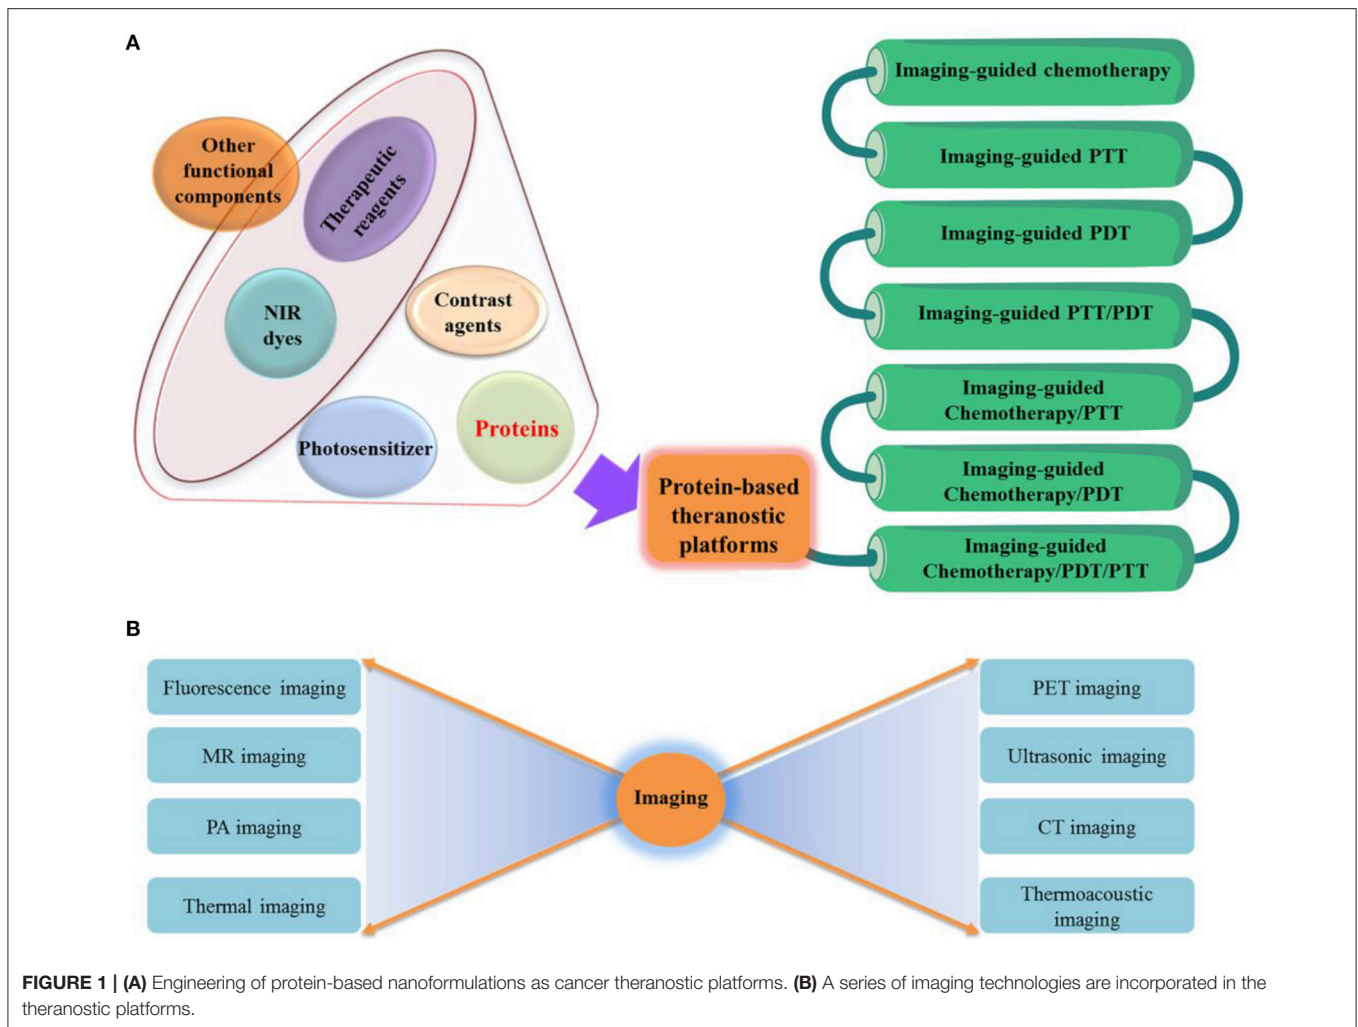 A
Other
functional
components
Therapeutic
reagents
NIR
dyes
Contrast
agents
Photosensitizer
Proteins
Protein-based
theranostic
platforms
Imaging-guided chemotherapy
Imaging-guided PTT
Imaging-guided PDT
Imaging-guided PTT/PDT
Imaging-guided
Chemotherapy/PTT
Imaging-guided
Chemotherapy/PDT
Imaging-guided
Chemotherapy/PDT/PTT
B
Fluorescence imaging
MR imaging
PA imaging
Thermal imaging
Imaging
PET imaging
Ultrasonic imaging
CT imaging
Thermoacoustic
imaging
FIGURE 1 | (A) Engineering of protein-based nanoformulations as cancer theranostic platforms. (B) A series of imaging technologies are incorporated in the
theranostic platforms.